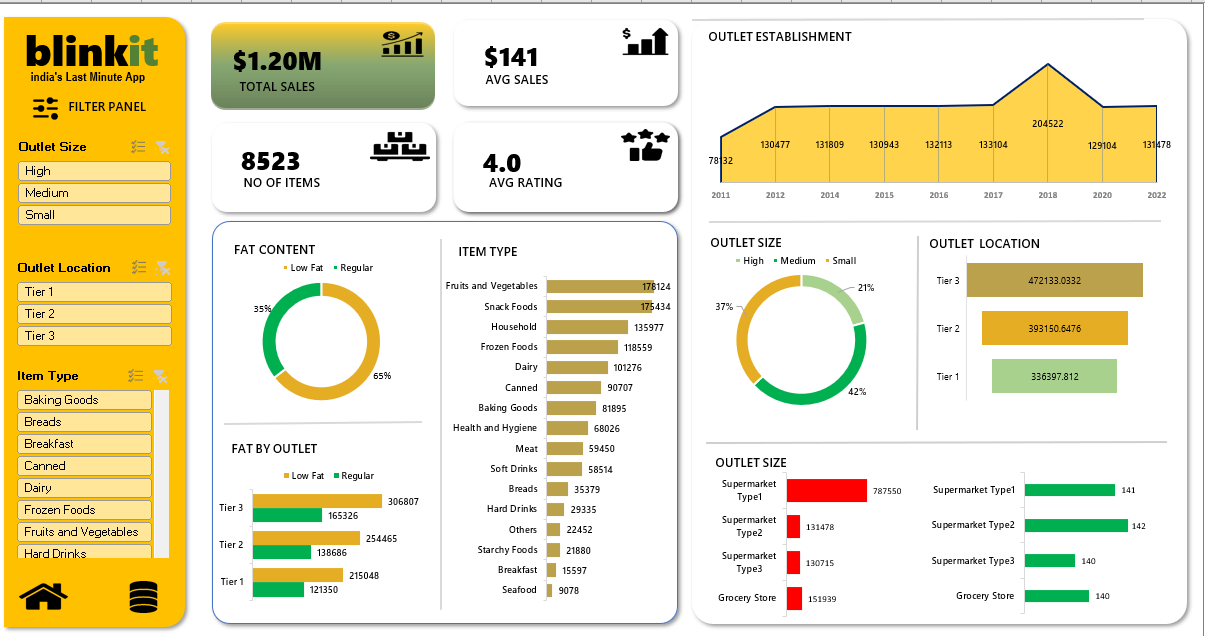 blinkit
india's Last Minute App
FILTER PANEL
Outlet Size
High
Medium
Small
Outlet Location
Tier 1
Tier 2
Tier 3
Item Type
Baking Goods
Breads
Breakfast
Canned
Dairy
Frozen Foods
Fruits and Vegetables
Hard Drinks
$1.20M
TOTAL SALES
$
$141
AVG SALES
$
8523
NO OF ITEMS
4.0
AVG RATING
FAT CONTENT
Low Fat Regular
35%
65%
FAT BY OUTLET
Low Fat Regular
Tier 3 306807
165326
Tier 2 254465
138686
Tier 1 215048
121350
ITEM TYPE
Fruits and Vegetables 178124
Snack Foods 175434
Household 135977
Frozen Foods 118559
Dairy 101276
Canned 90707
Baking Goods 81895
Health and Hygiene 68026
Meat 59450
Soft Drinks 58514
Breads 35379
Hard Drinks 29335
Others 22452
Starchy Foods 21880
Breakfast 15597
Seafood 9078
OUTLET ESTABLISHMENT
78132 130477 131809 130943 132113 133104 204522 129104 131478
2011 2012 2014 2015 2016 2017 2018 2020 2022
OUTLET SIZE
High Medium Small
21%
37%
42%
OUTLET LOCATION
Tier 3 472133.0332
Tier 2 393150.6476
Tier 1 336397.812
OUTLET SIZE
Supermarket
Type1 787550
Supermarket
Type2 131478
Supermarket
Type3 130715
Grocery Store 151939
Supermarket Type1 141
Supermarket Type2 142
Supermarket Type3 140
Grocery Store 140